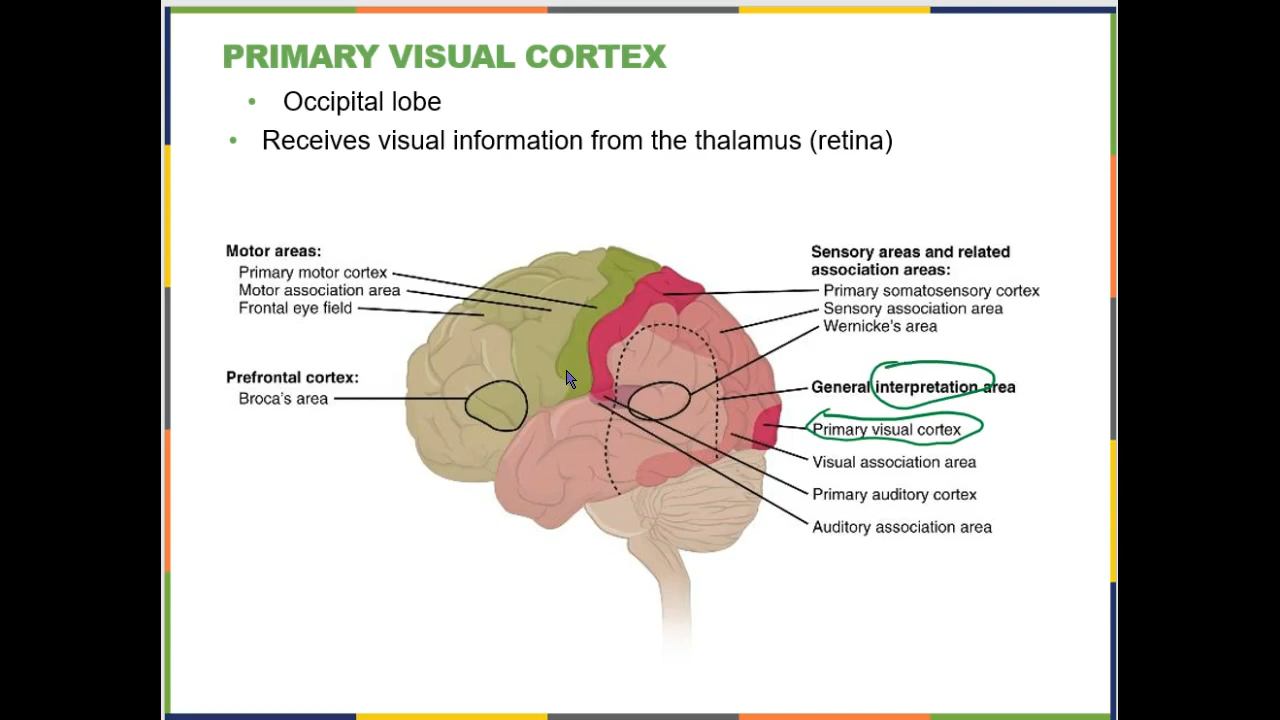 PRIMARY VISUAL CORTEX
• Occipital lobe
• Receives visual information from the thalamus (retina)
Motor areas:
Primary motor cortex
Motor association area
Frontal eye field
Prefrontal cortex:
Broca's area
Sensory areas and related
association areas:
Primary somatosensory cortex
Sensory association area
Wernicke's area
General interpretation area
Primary visual cortex
Visual association area
Primary auditory cortex
Auditory association area